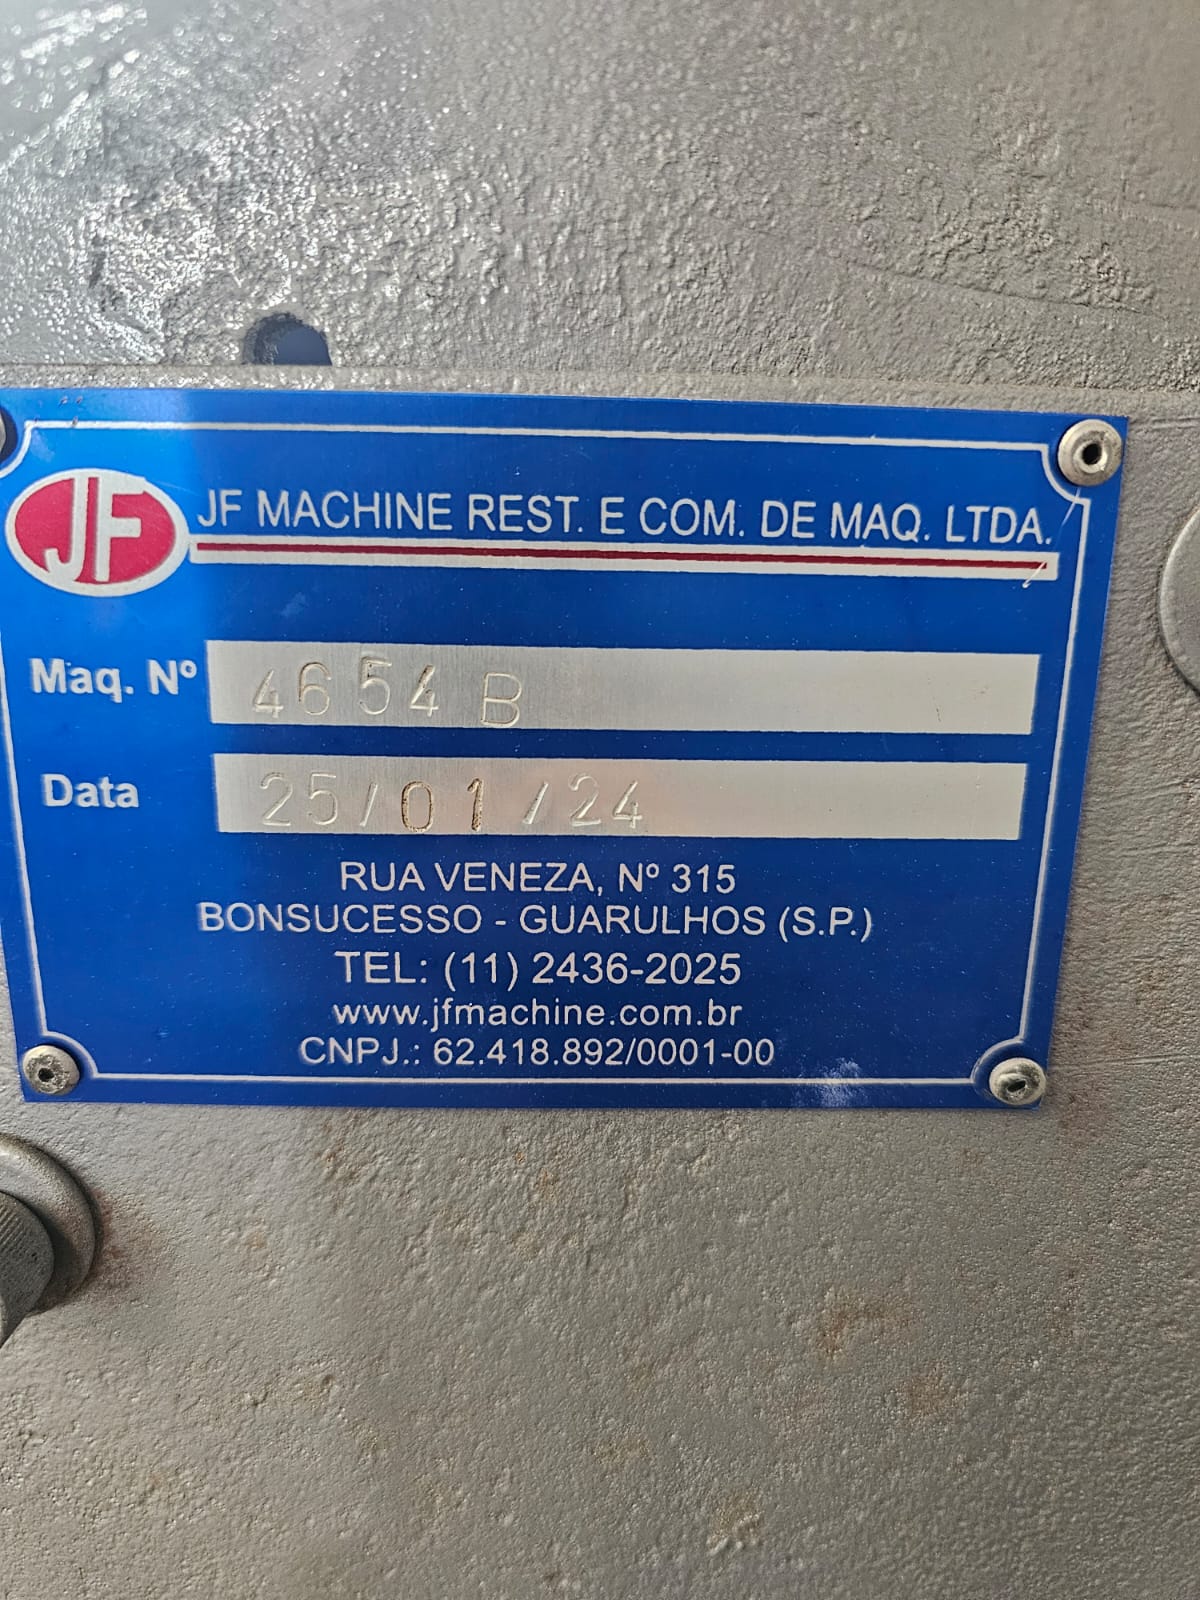 JF JF MACHINE REST. E COM. DE MAQ. LTDA.
Maq. Nº 4654 B
Data 25/01/24
RUA VENEZA, Nº 315
BONSUCESSO - GUARULHOS (S.P.)
TEL: (11) 2436-2025
www.jfmachine.com.br
CNPJ.: 62.418.892/0001-00